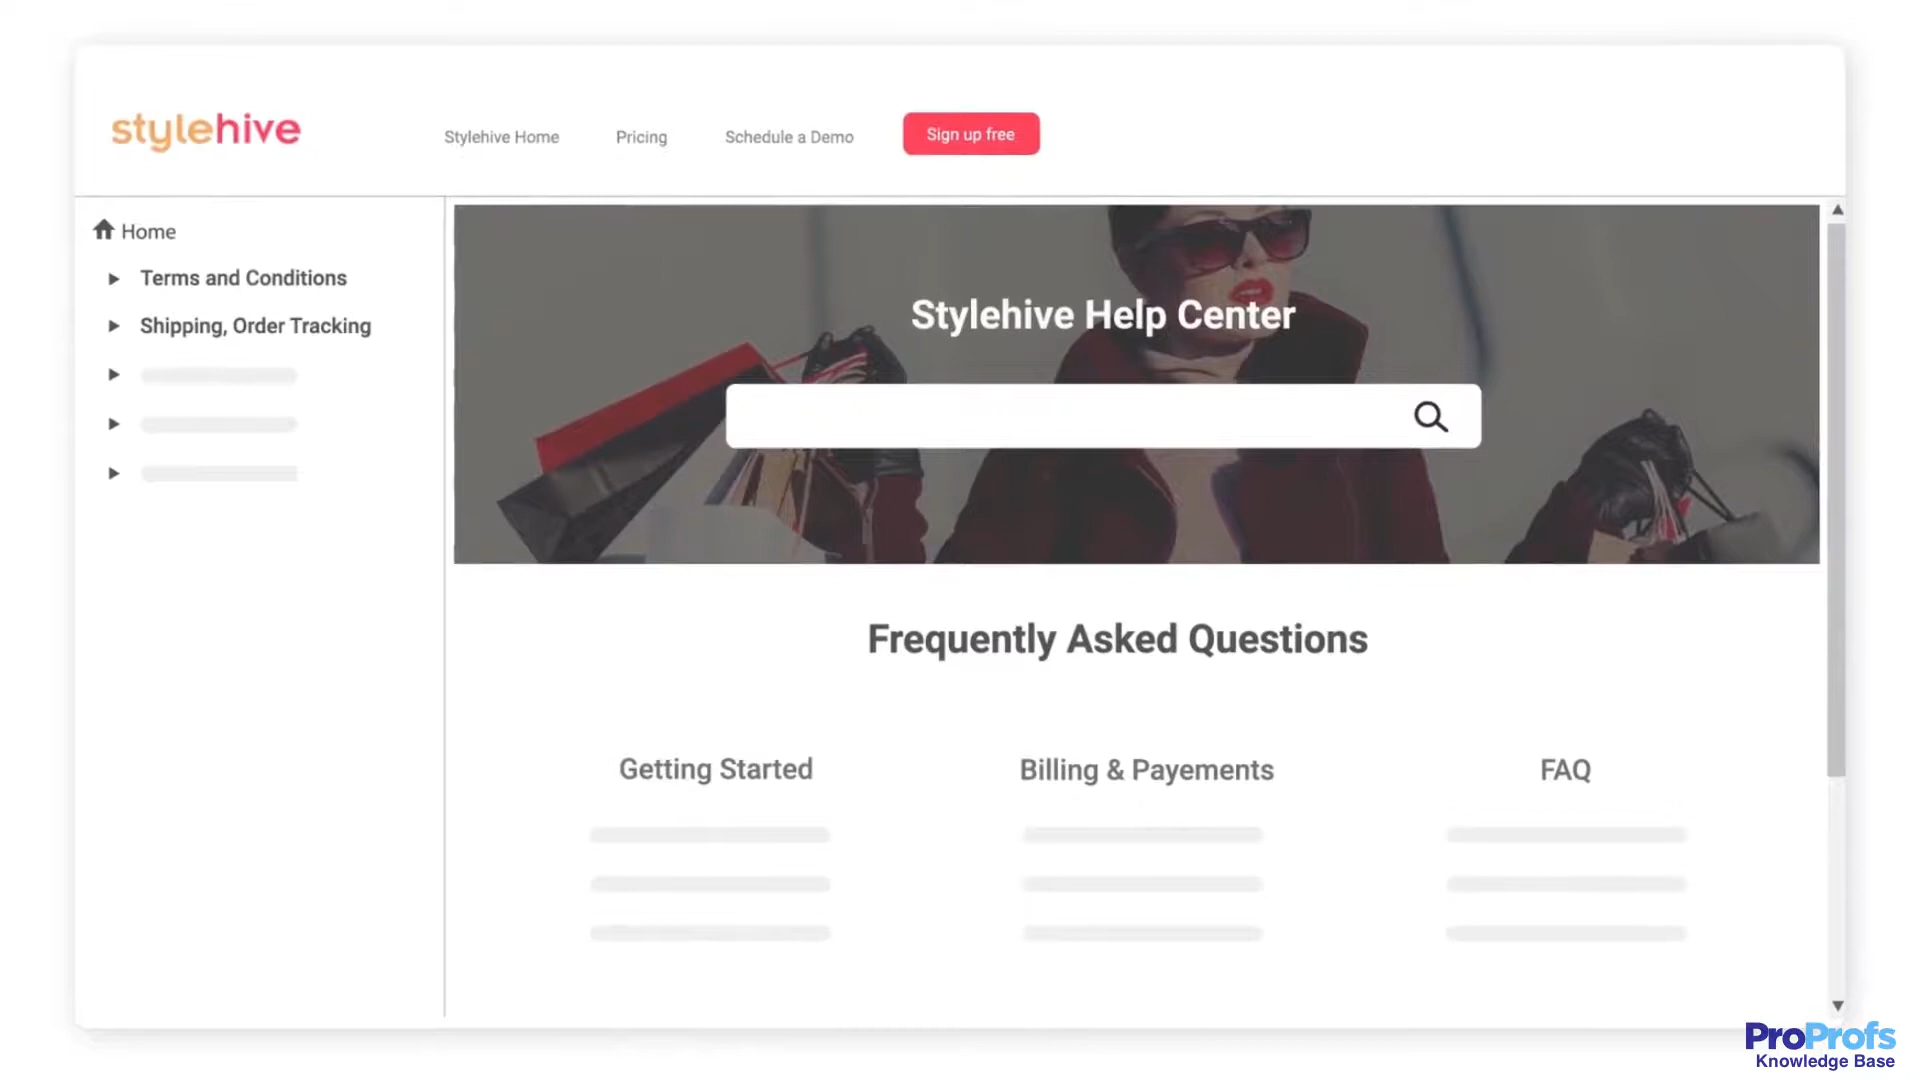 stylehive
Stylehive Home Pricing Schedule a Demo Sign up free
Home
Terms and Conditions
Shipping, Order Tracking
Stylehive Help Center
Frequently Asked Questions
Getting Started Billing & Payements FAQ
ProProfs
Knowledge Base